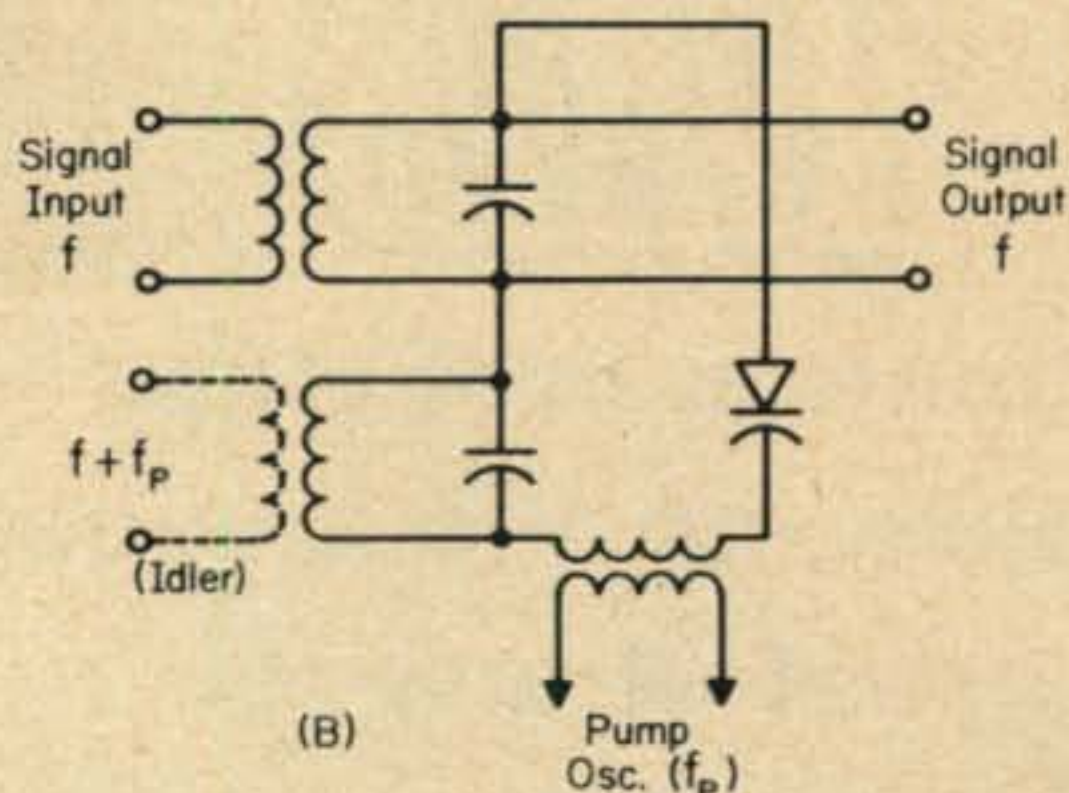 Signal
Input
f
Signal
Output
f
f + fP
(Idler)
(B)
Pump
Osc. (fP)